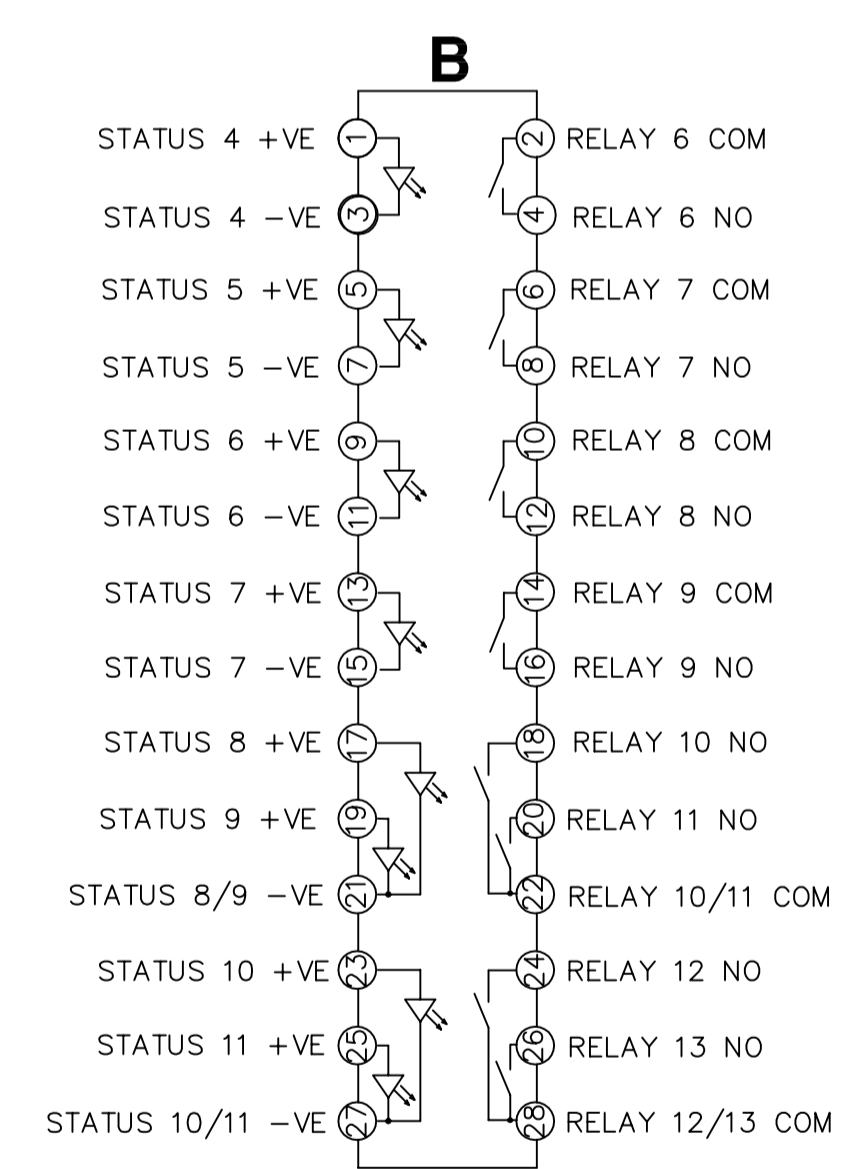 B
STATUS 4 +VE 1 2 RELAY 6 COM
STATUS 4 −VE 3 4 RELAY 6 NO
STATUS 5 +VE 5 6 RELAY 7 COM
STATUS 5 −VE 7 8 RELAY 7 NO
STATUS 6 +VE 9 10 RELAY 8 COM
STATUS 6 −VE 11 12 RELAY 8 NO
STATUS 7 +VE 13 14 RELAY 9 COM
STATUS 7 −VE 15 16 RELAY 9 NO
STATUS 8 +VE 17 18 RELAY 10 NO
STATUS 9 +VE 19 20 RELAY 11 NO
STATUS 8/9 −VE 21 22 RELAY 10/11 COM
STATUS 10 +VE 23 24 RELAY 12 NO
STATUS 11 +VE 25 26 RELAY 13 NO
STATUS 10/11 −VE 27 28 RELAY 12/13 COM